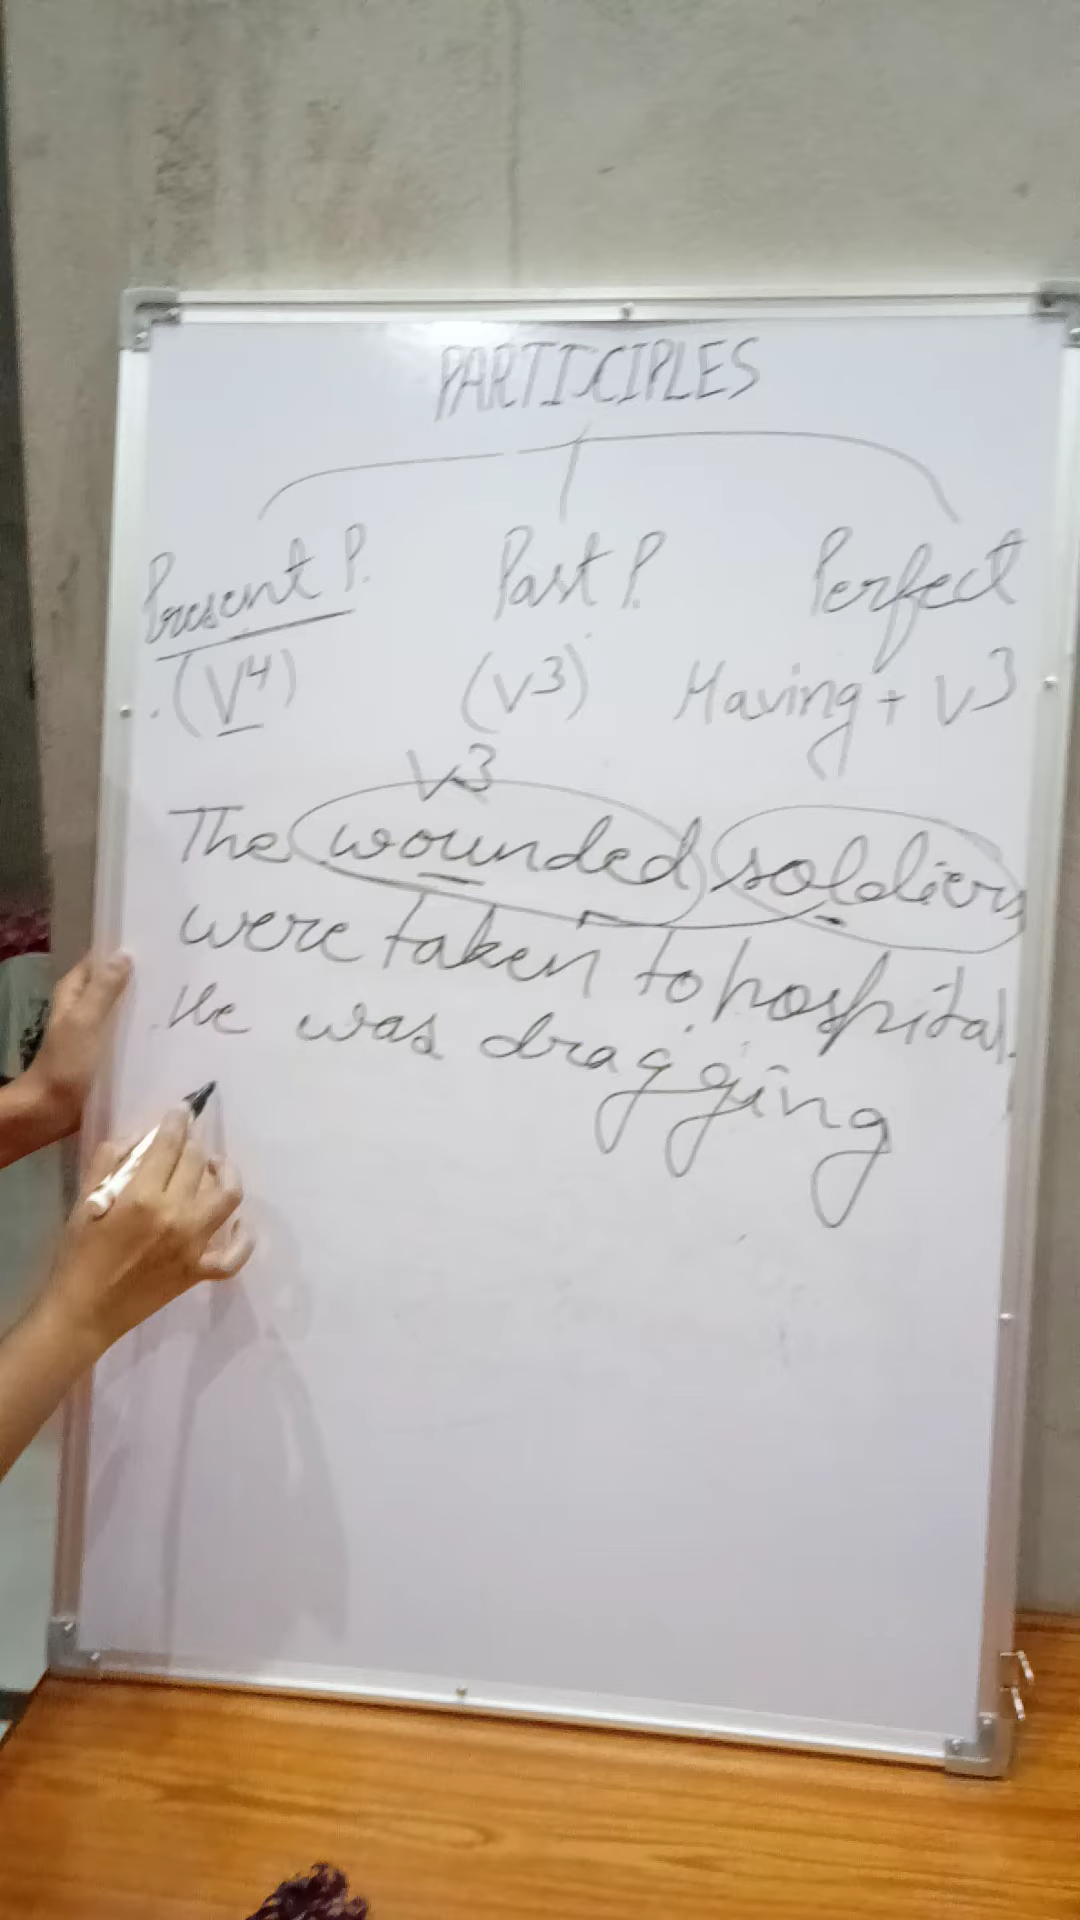 PARTICIPLES
Present P. Past P. Perfect
(V4) (V3) Having + V3
V3
The wounded soldiers
were taken to hospital.
He was dragging